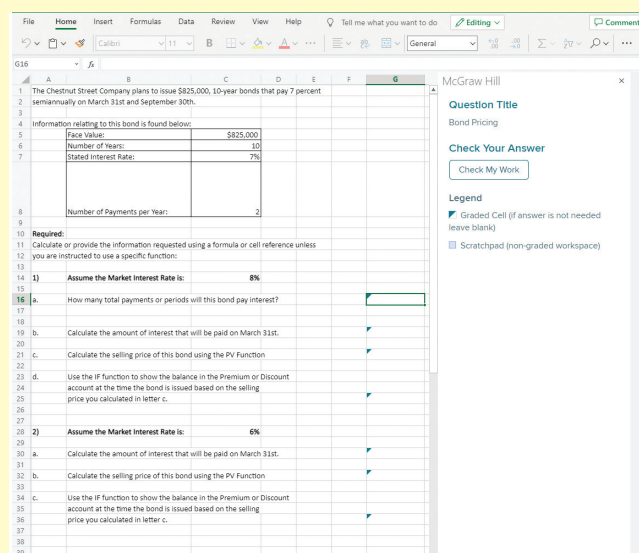 File Home Insert Formulas Data Review View Help Tell me what you want to do Editing Comment
Calibri 11 B General
G16 fx
A B C D E F G
1 The Chestnut Street Company plans to issue $825,000, 10-year bonds that pay 7 percent
2 semiannually on March 31st and September 30th.
3
4 Information relating to this bond is found below:
5 Face Value: $825,000
6 Number of Years: 10
7 Stated Interest Rate: 7%
8 Number of Payments per Year: 2
9
10 Required:
11 Calculate or provide the information requested using a formula or cell reference unless
12 you are instructed to use a specific function:
13
14 1) Assume the Market Interest Rate is: 8%
15
16 a. How many total payments or periods will this bond pay interest?
17
18
19 b. Calculate the amount of interest that will be paid on March 31st.
20
21 c. Calculate the selling price of this bond using the PV Function
22
23 d. Use the IF function to show the balance in the Premium or Discount
24 account at the time the bond is issued based on the selling
25 price you calculated in letter c.
26
27
28 2) Assume the Market Interest Rate is: 6%
29
30 a. Calculate the amount of interest that will be paid on March 31st.
31
32 b. Calculate the selling price of this bond using the PV Function
33
34 c. Use the IF function to show the balance in the Premium or Discount
35 account at the time the bond is issued based on the selling
36 price you calculated in letter c.
37
38
39
McGraw Hill ×
Question Title
Bond Pricing
Check Your Answer
Check My Work
Legend
Graded Cell (if answer is not needed
leave blank)
Scratchpad (non-graded workspace)